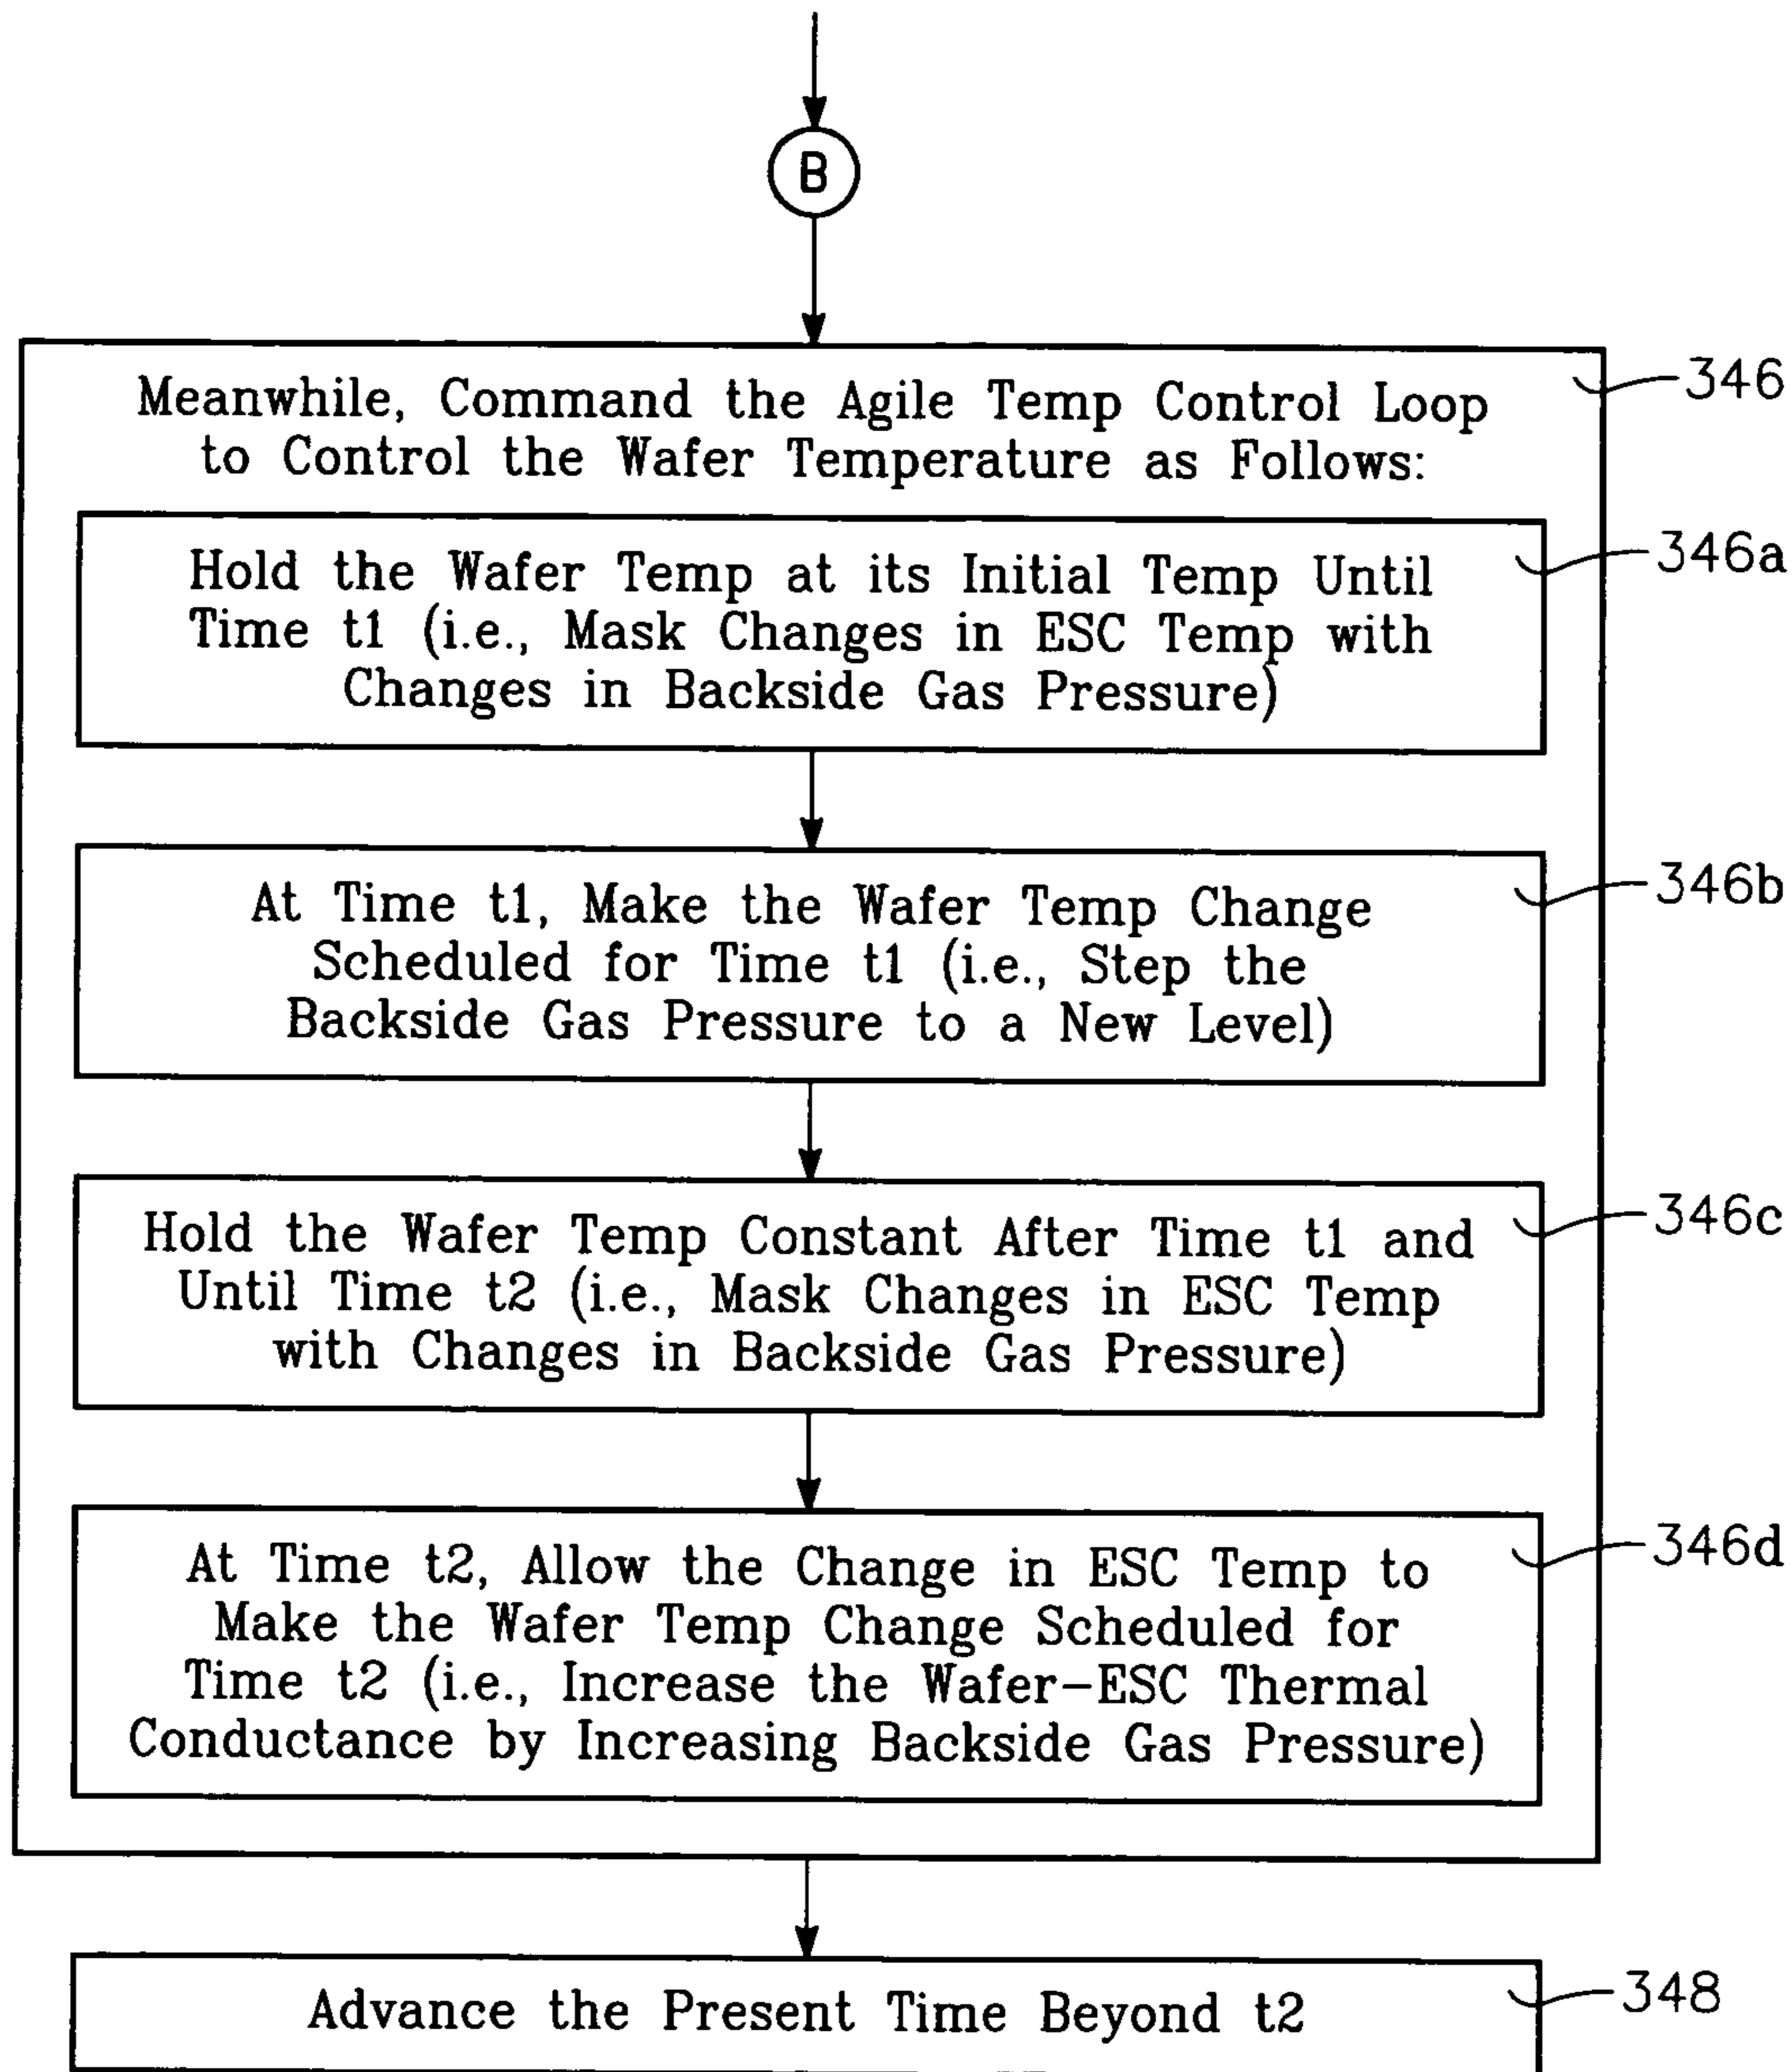 B
Meanwhile, Command the Agile Temp Control Loop
to Control the Wafer Temperature as Follows:
346
Hold the Wafer Temp at its Initial Temp Until
Time t1 (i.e., Mask Changes in ESC Temp with
Changes in Backside Gas Pressure)
346a
At Time t1, Make the Wafer Temp Change
Scheduled for Time t1 (i.e., Step the
Backside Gas Pressure to a New Level)
346b
Hold the Wafer Temp Constant After Time t1 and
Until Time t2 (i.e., Mask Changes in ESC Temp
with Changes in Backside Gas Pressure)
346c
At Time t2, Allow the Change in ESC Temp to
Make the Wafer Temp Change Scheduled for
Time t2 (i.e., Increase the Wafer-ESC Thermal
Conductance by Increasing Backside Gas Pressure)
346d
Advance the Present Time Beyond t2
348